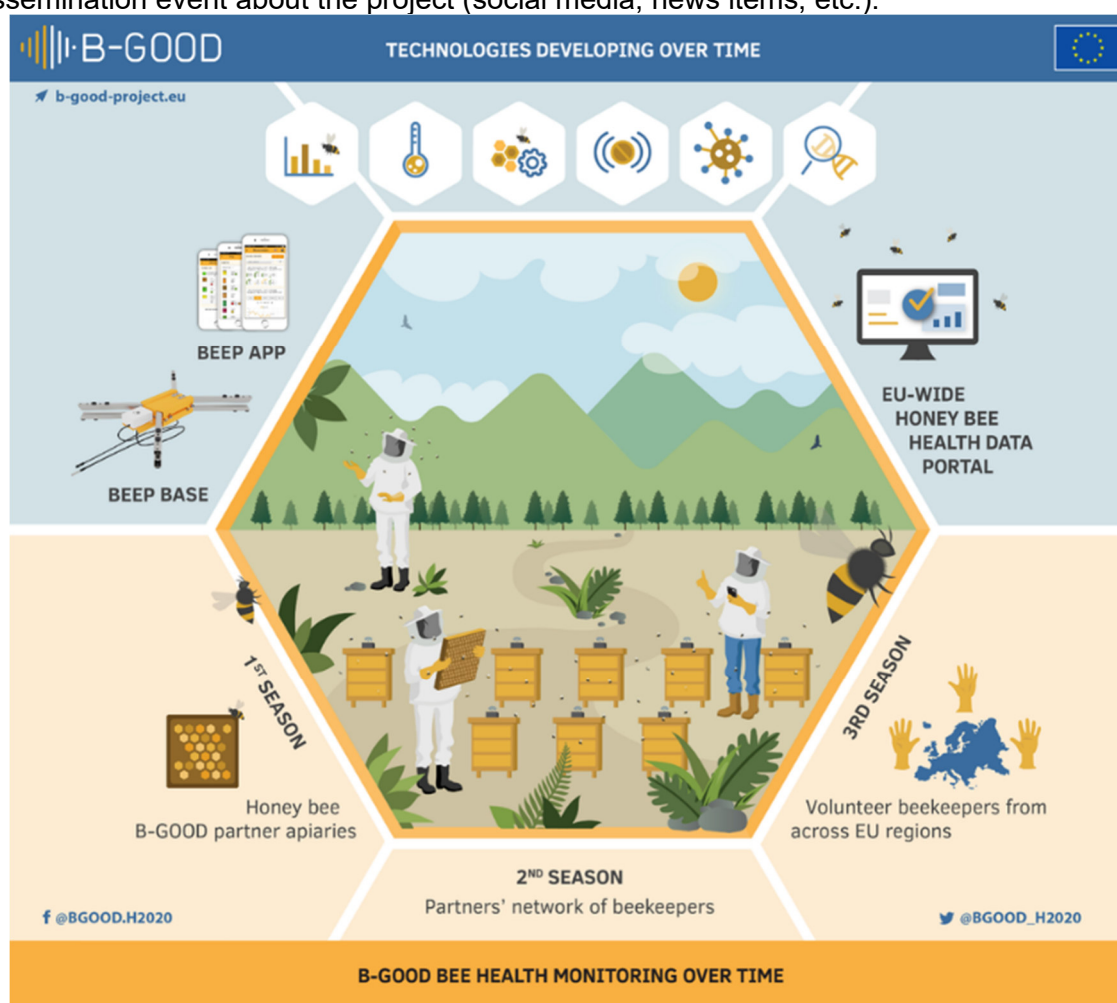 ssemination event about the project (social media, news items, etc.).
B-GOOD
TECHNOLOGIES DEVELOPING OVER TIME
b-good-project.eu
BEEP APP
BEEP BASE
EU-WIDE
HONEY BEE
HEALTH DATA
PORTAL
1ST SEASON
Honey bee
B-GOOD partner apiaries
2ND SEASON
Partners' network of beekeepers
3RD SEASON
Volunteer beekeepers from
across EU regions
@BGOOD.H2020
@BGOOD_H2020
B-GOOD BEE HEALTH MONITORING OVER TIME